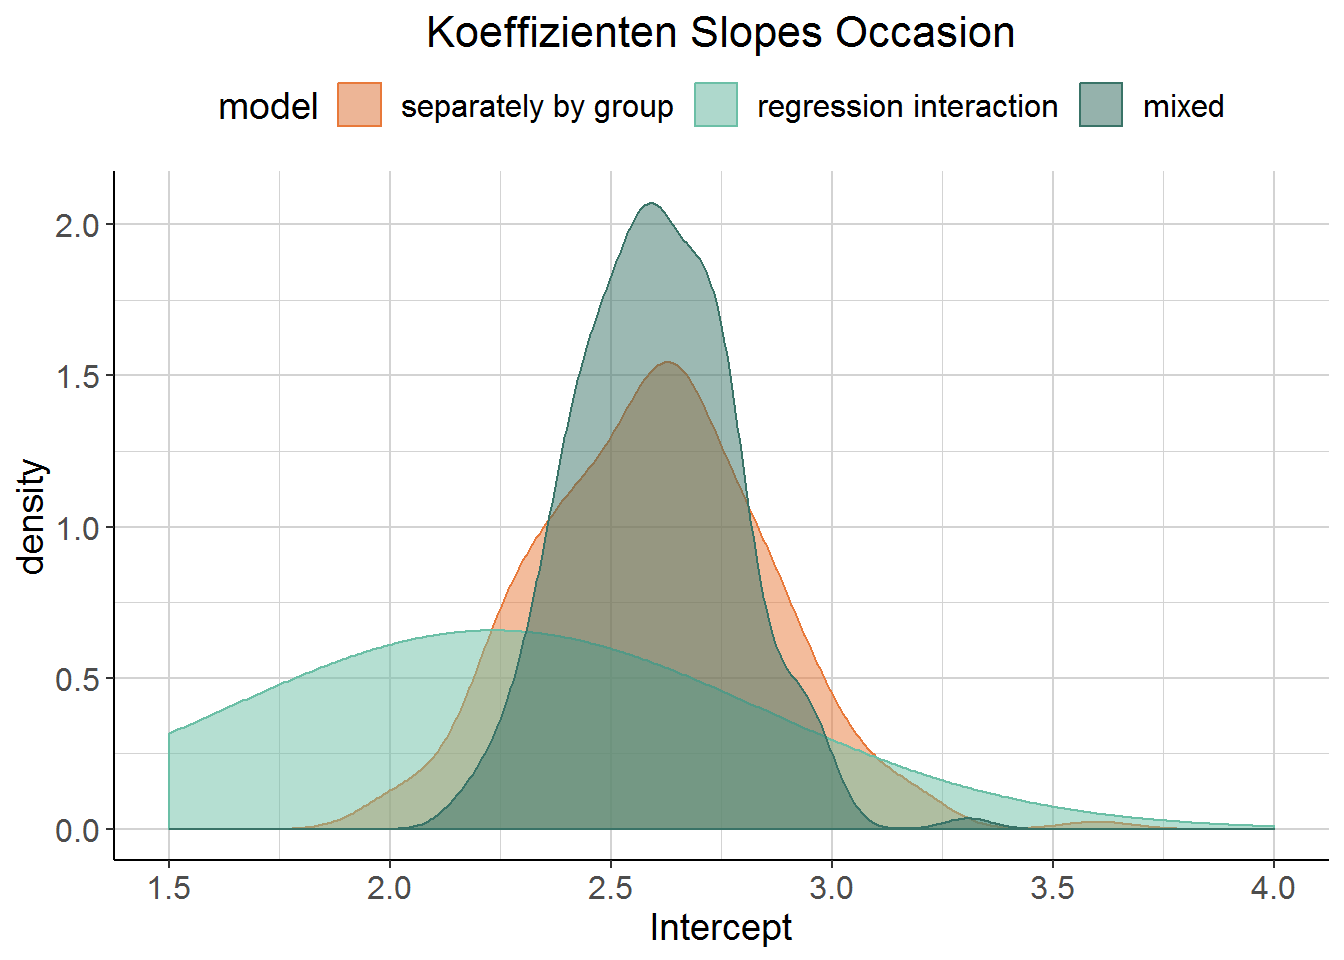 Koeffizienten Slopes Occasion
model separately by group regression interaction mixed
2.0
1.5
1.0
0.5
0.0
density
1.5 2.0 2.5 3.0 3.5 4.0
Intercept